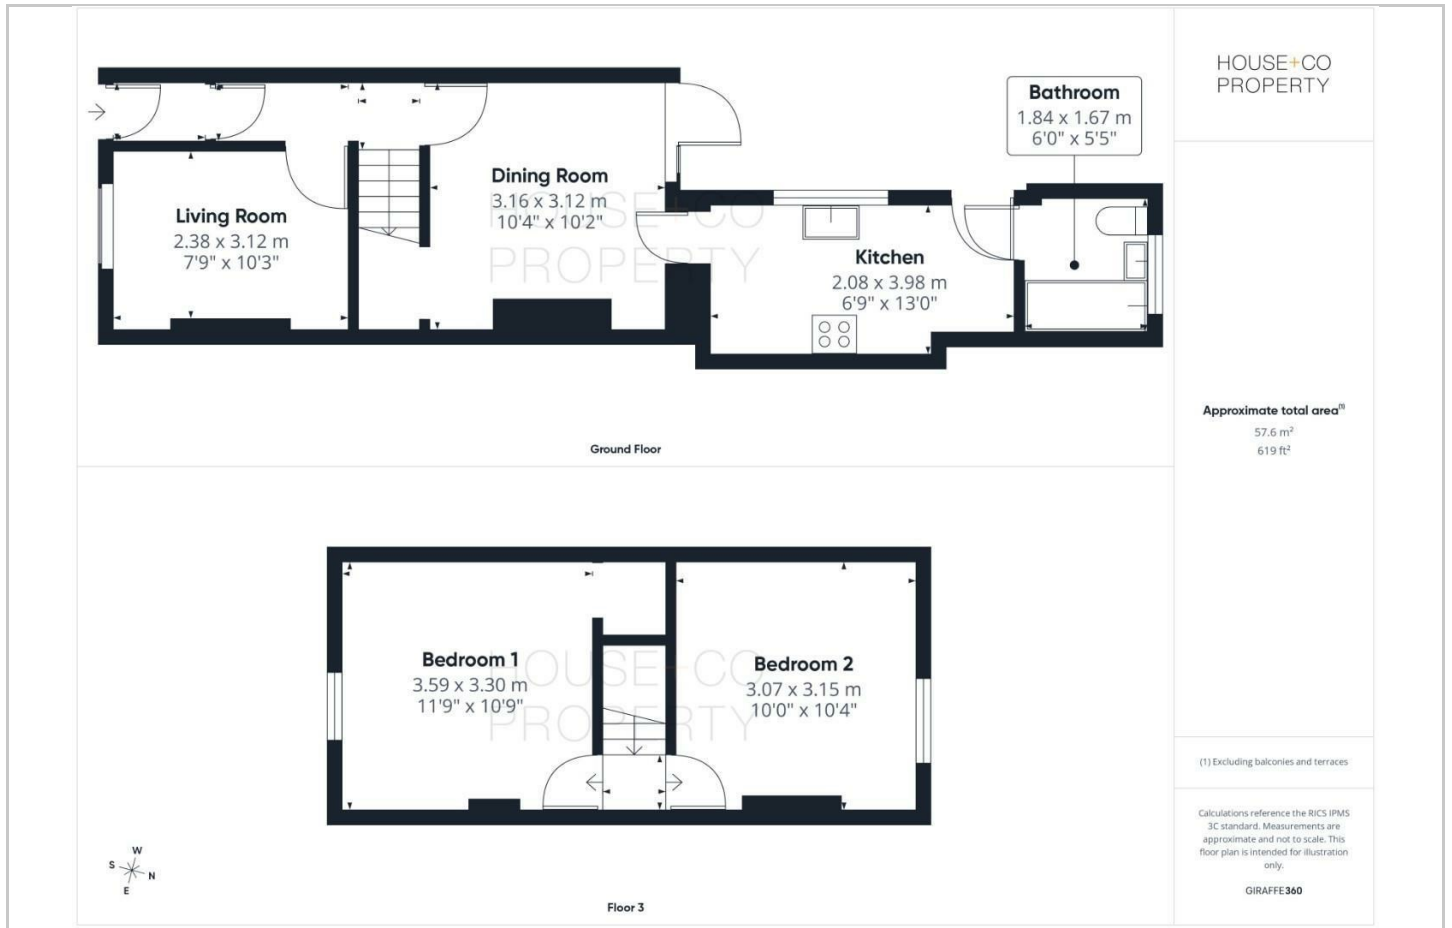 HOUSE+CO
PROPERTY
Bathroom
1.84 x 1.67 m
6'0" x 5'5"
Dining Room
3.16 x 3.12 m
10'4" x 10'2"
Living Room
2.38 x 3.12 m
7'9" x 10'3"
Kitchen
2.08 x 3.98 m
6'9" x 13'0"
HOUSE+CO
PROPERTY
Ground Floor
Approximate total area(1)
57.6 m²
619 ft²
Bedroom 1
3.59 x 3.30 m
11'9" x 10'9"
Bedroom 2
3.07 x 3.15 m
10'0" x 10'4"
HOUSE+CO
PROPERTY
W
S
N
E
Floor 3
(1) Excluding balconies and terraces
Calculations reference the RICS IPMS
3C standard. Measurements are
approximate and not to scale. This
floor plan is intended for illustration
only.
GIRAFFE360